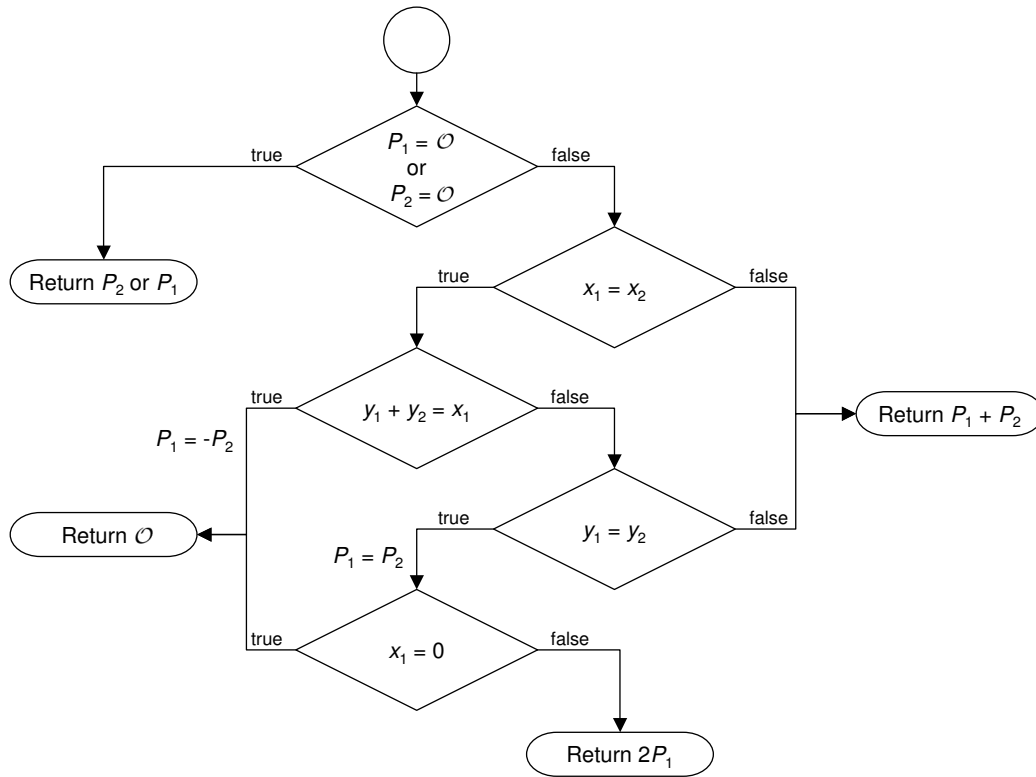 P₁ = 𝒪
true
false
or
P₂ = 𝒪
Return P₂ or P₁
true
false
x₁ = x₂
true
false
y₁ + y₂ = x₁
Return P₁ + P₂
P₁ = -P₂
Return 𝒪
true
false
y₁ = y₂
P₁ = P₂
true
false
x₁ = 0
Return 2P₁